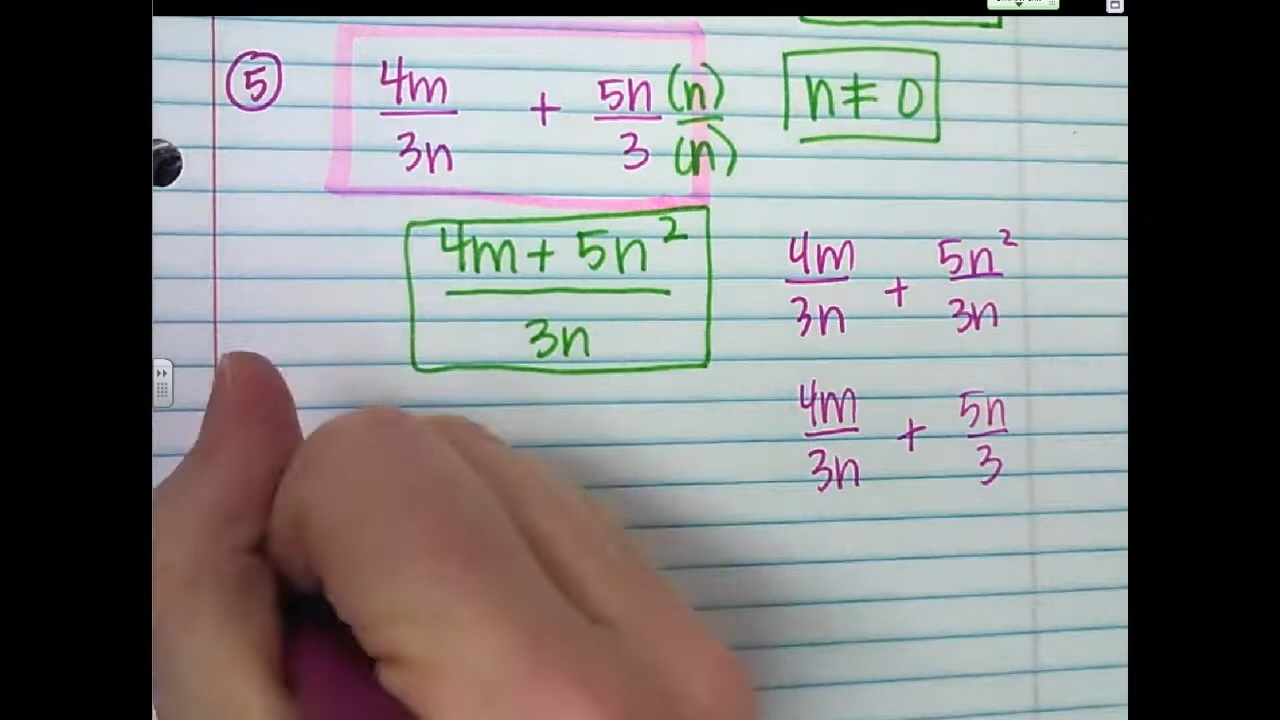 ⑤ 4m/3n + 5n(n)/3(n) n ≠ 0
(4m + 5n²)/3n
4m/3n + 5n²/3n
4m/3n + 5n/3